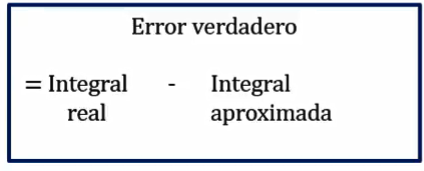 Error verdadero
= Integral - Integral
real aproximada